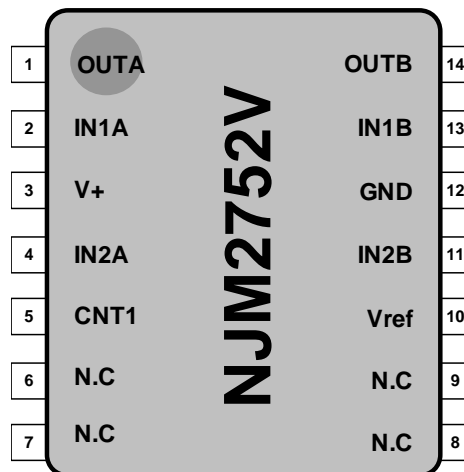 1 OUTA OUTB 14
2 IN1A IN1B 13
3 V+ GND 12
4 IN2A IN2B 11
5 CNT1 Vref 10
6 N.C N.C 9
7 N.C N.C 8
NJM2752V